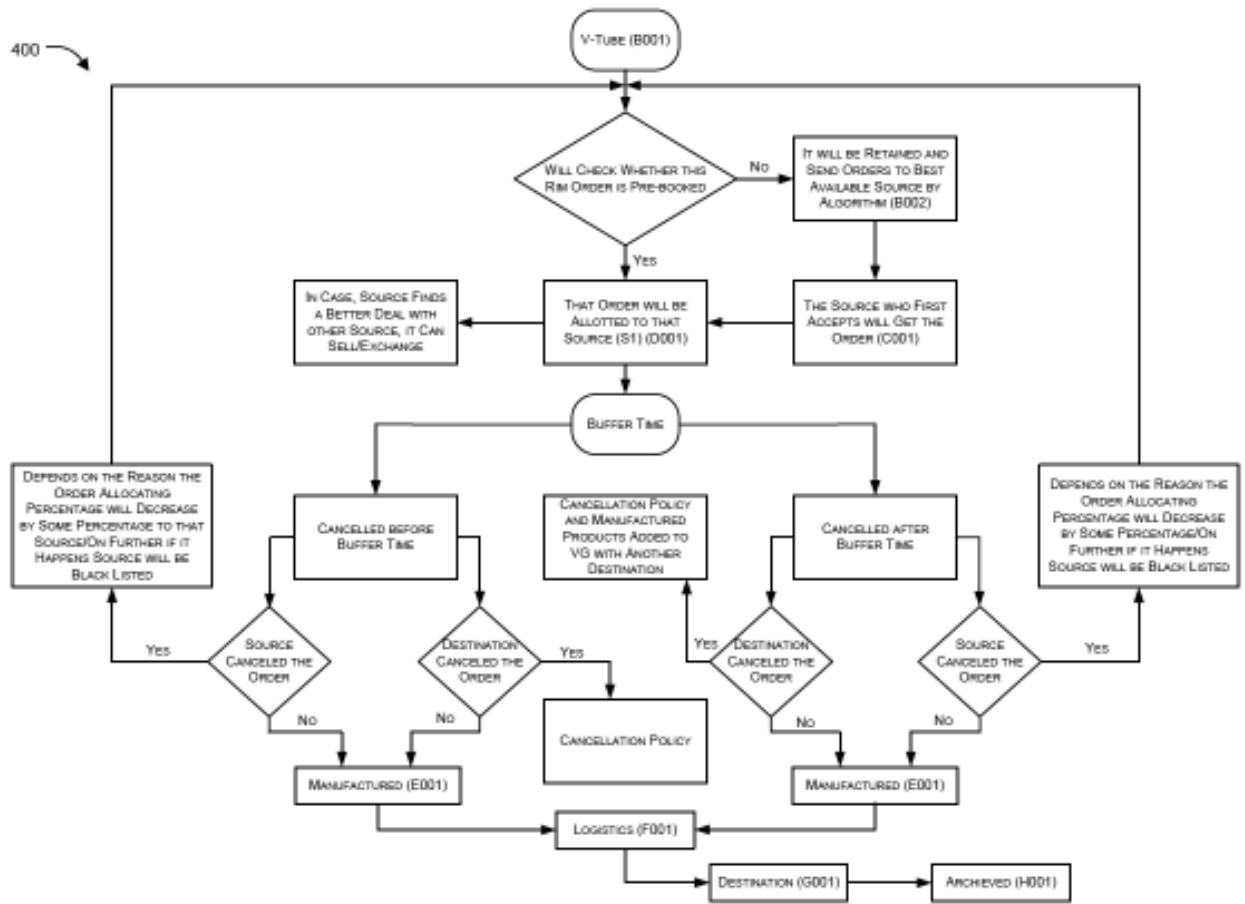 400
V-TUBE (B001)
WILL CHECK WHETHER THIS
RIM ORDER IS PRE-BOOKED
NO
IT WILL BE RETAINED AND
SEND ORDERS TO BEST
AVAILABLE SOURCE BY
ALGORITHM (B002)
YES
IN CASE, SOURCE FINDS
A BETTER DEAL WITH
OTHER SOURCE, IT CAN
SELL/EXCHANGE
THAT ORDER WILL BE
ALLOTTED TO THAT
SOURCE (S1) (D001)
THE SOURCE WHO FIRST
ACCEPTS WILL GET THE
ORDER (C001)
BUFFER TIME
DEPENDS ON THE REASON THE
ORDER ALLOCATING
PERCENTAGE WILL DECREASE
BY SOME PERCENTAGE TO THAT
SOURCE/ON FURTHER IF IT
HAPPENS SOURCE WILL BE
BLACK LISTED
CANCELLED BEFORE
BUFFER TIME
CANCELLATION POLICY
AND MANUFACTURED
PRODUCTS ADDED TO
VG WITH ANOTHER
DESTINATION
CANCELLED AFTER
BUFFER TIME
DEPENDS ON THE REASON THE
ORDER ALLOCATING
PERCENTAGE WILL DECREASE
BY SOME PERCENTAGE/ON
FURTHER IF IT HAPPENS
SOURCE WILL BE BLACK LISTED
YES
SOURCE
CANCELED THE
ORDER
DESTINATION
CANCELED THE
ORDER
YES
YES
DESTINATION
CANCELED THE
ORDER
SOURCE
CANCELED THE
ORDER
YES
NO
NO
CANCELLATION POLICY
NO
NO
MANUFACTURED (E001)
MANUFACTURED (E001)
LOGISTICS (F001)
DESTINATION (G001)
ARCHIEVED (H001)